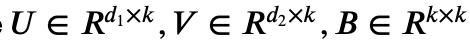 U ∈ R^{d_1×k}, V ∈ R^{d_2×k}, B ∈ R^{k×k}